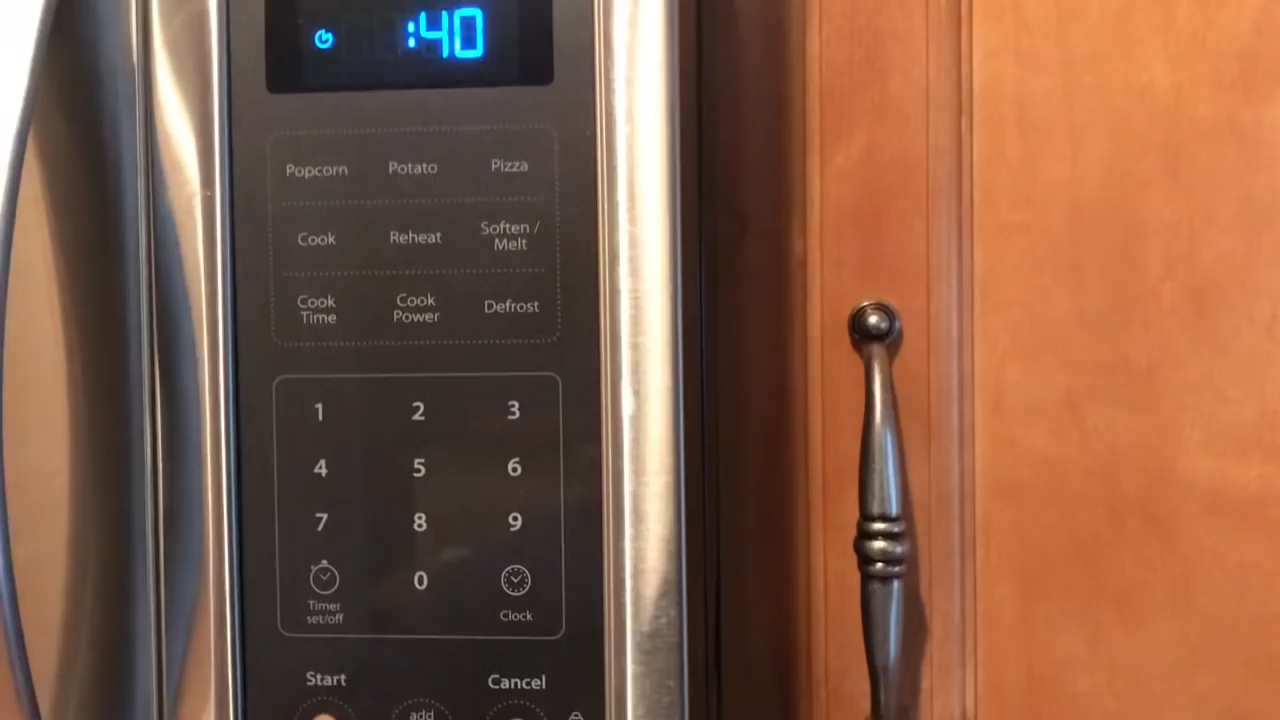 :40
Popcorn Potato Pizza
Cook Reheat Soften /
Melt
Cook Cook Defrost
Time Power
1 2 3
4 5 6
7 8 9
0
Timer Clock
set/off
Start Cancel
add